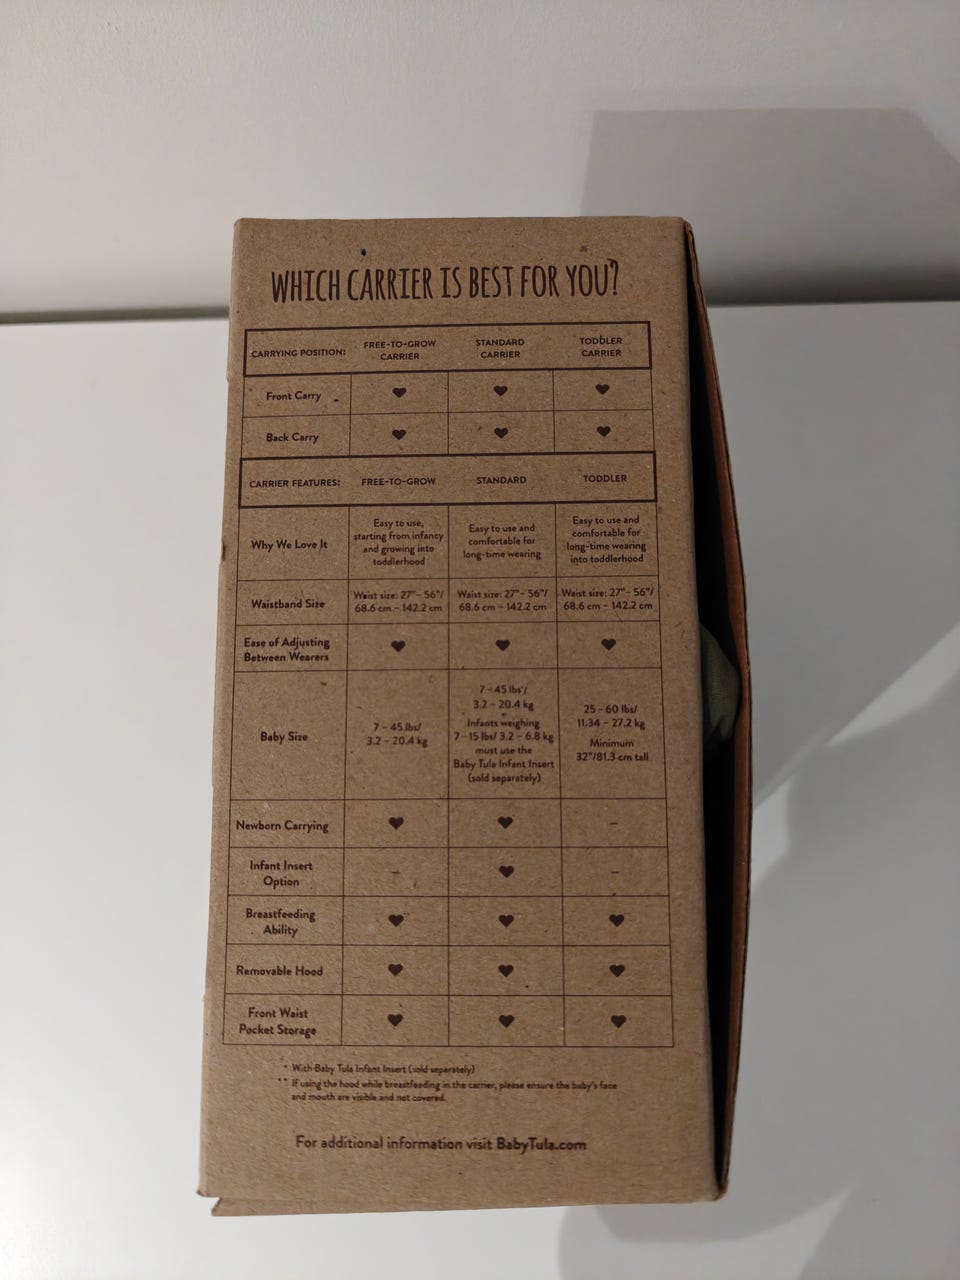 WHICH CARRIER IS BEST FOR YOU?
CARRYING POSITION: FREE-TO-GROW CARRIER STANDARD CARRIER TODDLER CARRIER
Front Carry ♥ ♥ ♥
Back Carry ♥ ♥ ♥
CARRIER FEATURES: FREE-TO-GROW STANDARD TODDLER
Why We Love It
Easy to use,
starting from infancy
and growing into
toddlerhood
Easy to use and
comfortable for
long-time wearing
Easy to use and
comfortable for
long-time wearing
into toddlerhood
Waistband Size
Waist size: 27"- 56"/
68.6 cm - 142.2 cm
Waist size: 27"- 56"/
68.6 cm - 142.2 cm
Waist size: 27"- 56"/
68.6 cm - 142.2 cm
Ease of Adjusting
Between Wearers
♥ ♥ ♥
Baby Size
7 - 45 lbs/
3.2 - 20.4 kg
7 - 45 lbs*/
3.2 - 20.4 kg
*Infants weighing
7 - 15 lbs/ 3.2 - 6.8 kg
must use the
Baby Tula Infant Insert
(sold separately)
25 - 60 lbs/
11.34 - 27.2 kg
Minimum
32"/81.3 cm tall
Newborn Carrying ♥ ♥ -
Infant Insert
Option
- ♥ -
Breastfeeding
Ability
♥** ♥** ♥**
Removable Hood ♥ ♥ ♥
Front Waist
Pocket Storage
♥ ♥ ♥
* With Baby Tula Infant Insert (sold separately)
** If using the hood while breastfeeding in the carrier, please ensure the baby's face
and mouth are visible and not covered.
For additional information visit BabyTula.com